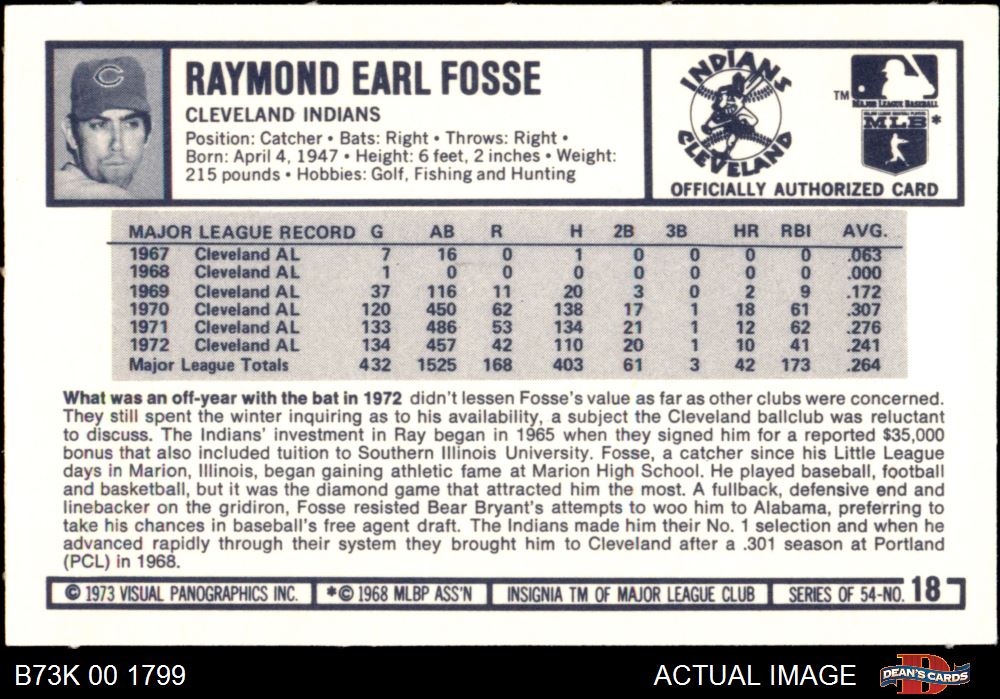 RAYMOND EARL FOSSE
CLEVELAND INDIANS
Position: Catcher • Bats: Right • Throws: Right •
Born: April 4, 1947 • Height: 6 feet, 2 inches • Weight:
215 pounds • Hobbies: Golf, Fishing and Hunting
C
INDIANS
CLEVELAND
TM
MAJOR LEAGUE BASEBALL
MAJOR LEAGUE BASEBALL PLAYERS
MLB *
OFFICIALLY AUTHORIZED CARD
MAJOR LEAGUE RECORD G AB R H 2B 3B HR RBI AVG.
1967 Cleveland AL 7 16 0 1 0 0 0 0 .063
1968 Cleveland AL 1 0 0 0 0 0 0 0 .000
1969 Cleveland AL 37 116 11 20 3 0 2 9 .172
1970 Cleveland AL 120 450 62 138 17 1 18 61 .307
1971 Cleveland AL 133 486 53 134 21 1 12 62 .276
1972 Cleveland AL 134 457 42 110 20 1 10 41 .241
Major League Totals 432 1525 168 403 61 3 42 173 .264
What was an off-year with the bat in 1972 didn't lessen Fosse's value as far as other clubs were concerned.
They still spent the winter inquiring as to his availability, a subject the Cleveland ballclub was reluctant
to discuss. The Indians' investment in Ray began in 1965 when they signed him for a reported $35,000
bonus that also included tuition to Southern Illinois University. Fosse, a catcher since his Little League
days in Marion, Illinois, began gaining athletic fame at Marion High School. He played baseball, football
and basketball, but it was the diamond game that attracted him the most. A fullback, defensive end and
linebacker on the gridiron, Fosse resisted Bear Bryant's attempts to woo him to Alabama, preferring to
take his chances in baseball's free agent draft. The Indians made him their No. 1 selection and when he
advanced rapidly through their system they brought him to Cleveland after a .301 season at Portland
(PCL) in 1968.
© 1973 VISUAL PANOGRAPHICS INC. *© 1968 MLBP ASS'N INSIGNIA TM OF MAJOR LEAGUE CLUB SERIES OF 54-NO. 18
B73K 00 1799 ACTUAL IMAGE DEAN'S CARDS